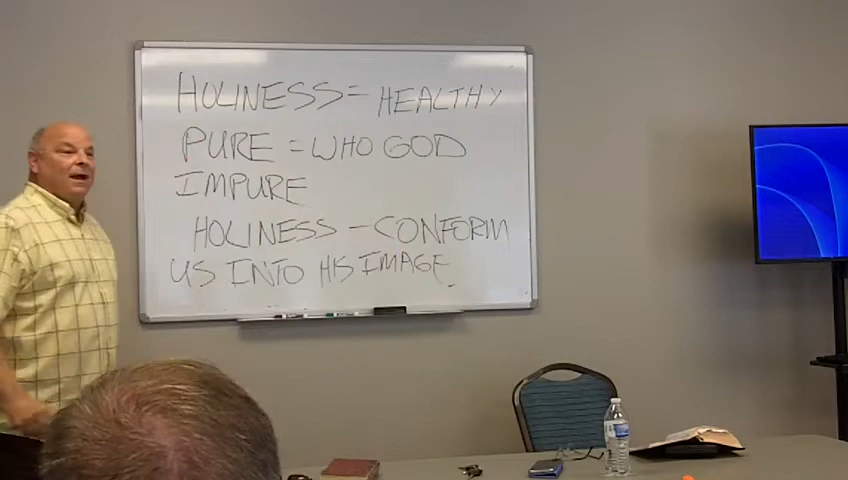 HOLINESS = HEALTHY
PURE = WHO GOD
IMPURE
HOLINESS - CONFORM
US INTO HIS IMAGE.